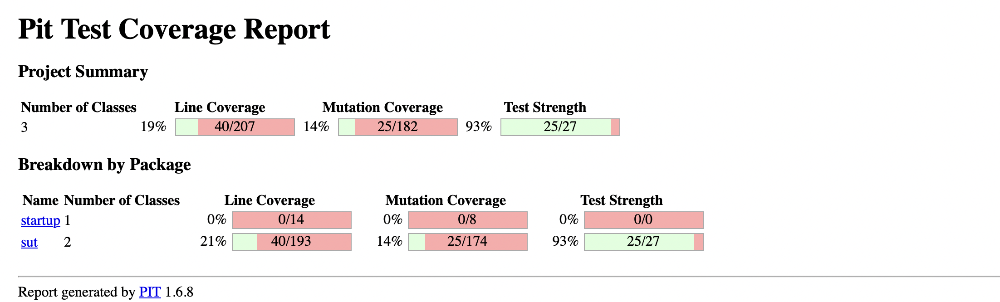 Pit Test Coverage Report
Project Summary
Number of Classes Line Coverage Mutation Coverage Test Strength
3 19% 40/207 14% 25/182 93% 25/27
Breakdown by Package
Name Number of Classes Line Coverage Mutation Coverage Test Strength
startup 1 0% 0/14 0% 0/8 0% 0/0
sut 2 21% 40/193 14% 25/174 93% 25/27
Report generated by PIT 1.6.8